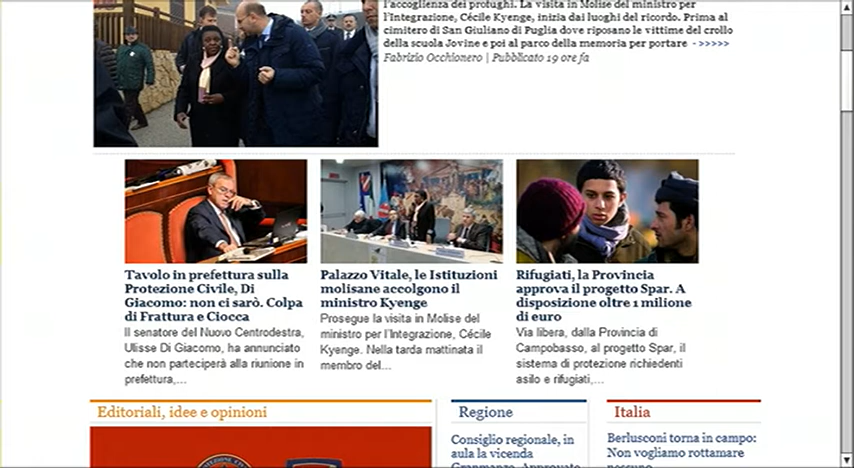 l'accoglienza dei profughi. La visita in Molise del ministro per
l'Integrazione, Cécile Kyenge, inizia dai luoghi del ricordo. Prima al
cimitero di San Giuliano di Puglia dove riposano le vittime del crollo
della scuola Jovine e poi al parco della memoria per portare - >>>>>
Fabrizio Occhionero | Pubblicato 19 ore fa
Tavolo in prefettura sulla
Protezione Civile, Di
Giacomo: non ci sarò. Colpa
di Frattura e Ciocca
Il senatore del Nuovo Centrodestra,
Ulisse Di Giacomo, ha annunciato
che non parteciperà alla riunione in
prefettura,...
Palazzo Vitale, le Istituzioni
molisane accolgono il
ministro Kyenge
Prosegue la visita in Molise del
ministro per l'Integrazione, Cécile
Kyenge. Nella tarda mattinata il
membro del...
Rifugiati, la Provincia
approva il progetto Spar. A
disposizione oltre 1 milione
di euro
Via libera, dalla Provincia di
Campobasso, al progetto Spar, il
sistema di protezione richiedenti
asilo e rifugiati,...
Editoriali, idee e opinioni
Regione
Consiglio regionale, in
aula la vicenda
Italia
Berlusconi torna in campo:
Non vogliamo rottamare